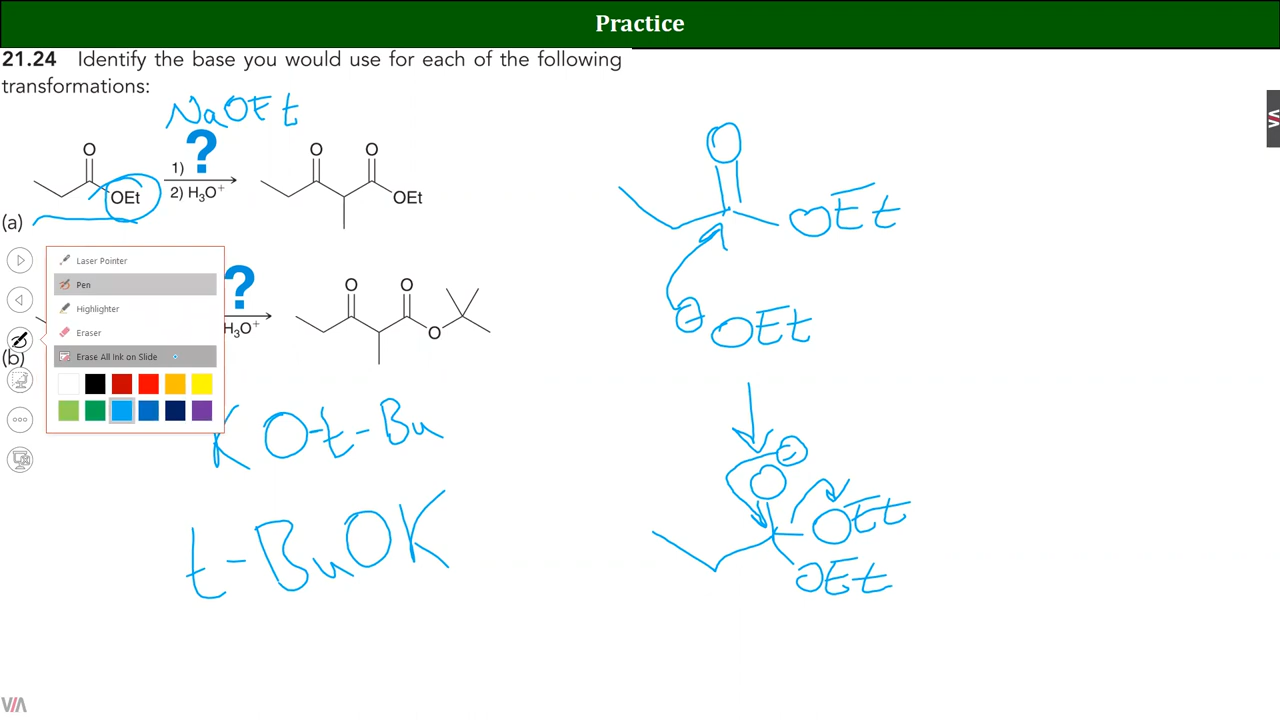 Practice
21.24 Identify the base you would use for each of the following
transformations:
NaOEt
?
O
OEt
1)
2) H₃O⁺
O O
OEt
(a)
O
OEt
⊖ OEt
Laser Pointer
Pen
Highlighter
Eraser
Erase All Ink on Slide
?
H₃O⁺
O O
O
(b)
KO-t-Bu
t-BuOK
⊖
O
OEt
OEt
VIA